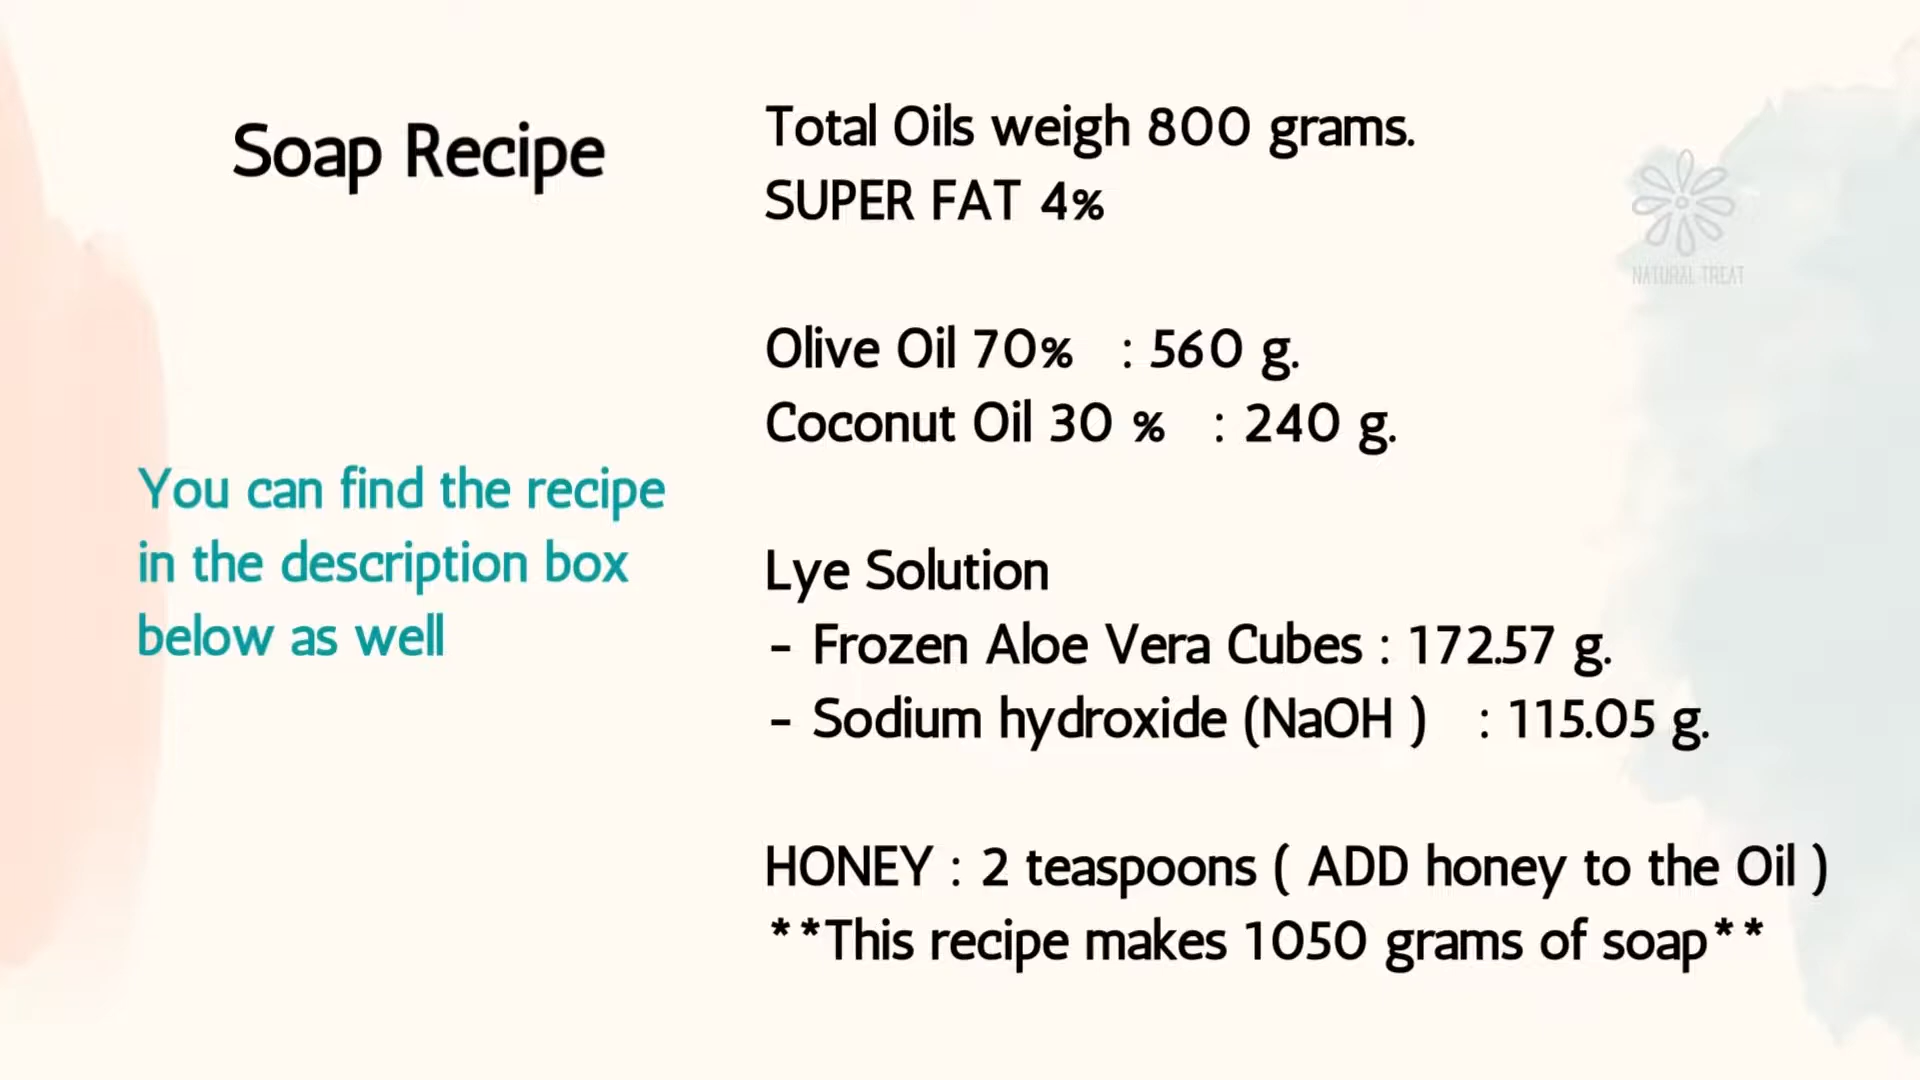 Soap Recipe
You can find the recipe
in the description box
below as well
Total Oils weigh 800 grams.
SUPER FAT 4%
Olive Oil 70% : 560 g.
Coconut Oil 30 % : 240 g.
Lye Solution
- Frozen Aloe Vera Cubes : 172.57 g.
- Sodium hydroxide (NaOH ) : 115.05 g.
HONEY : 2 teaspoons ( ADD honey to the Oil )
**This recipe makes 1050 grams of soap**
NATURAL TREAT